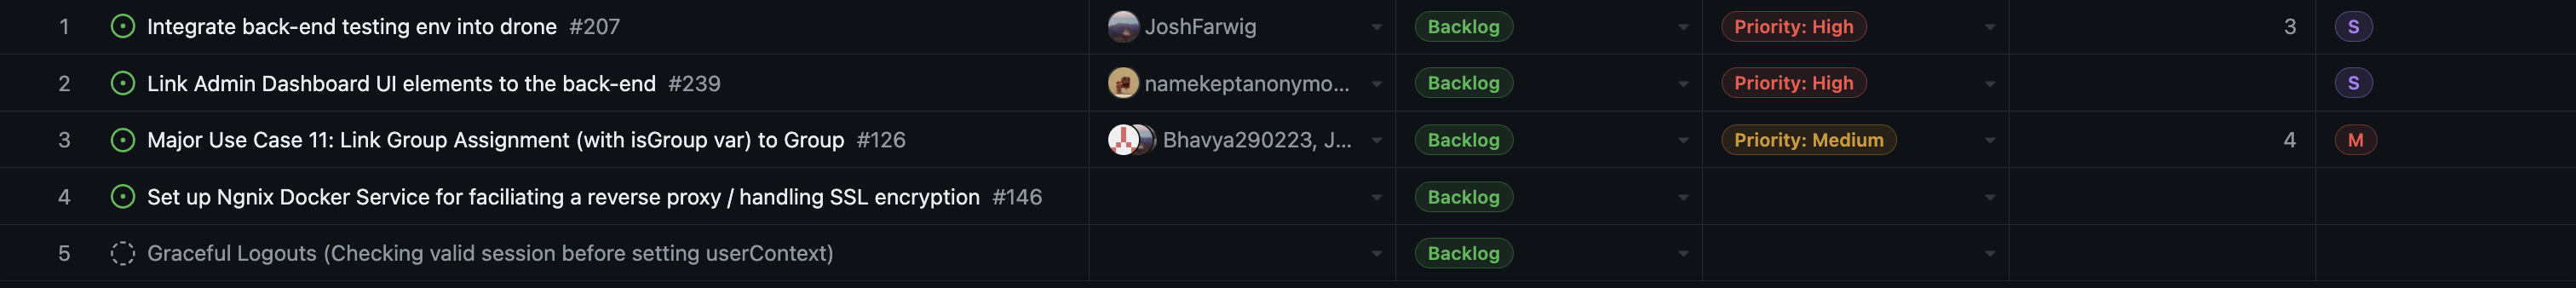 1 Integrate back-end testing env into drone #207 JoshFarwig Backlog Priority: High 3 S
2 Link Admin Dashboard UI elements to the back-end #239 namekeptanonymo... Backlog Priority: High S
3 Major Use Case 11: Link Group Assignment (with isGroup var) to Group #126 Bhavya290223, J... Backlog Priority: Medium 4 M
4 Set up Ngnix Docker Service for faciliating a reverse proxy / handling SSL encryption #146 Backlog
5 Graceful Logouts (Checking valid session before setting userContext) Backlog